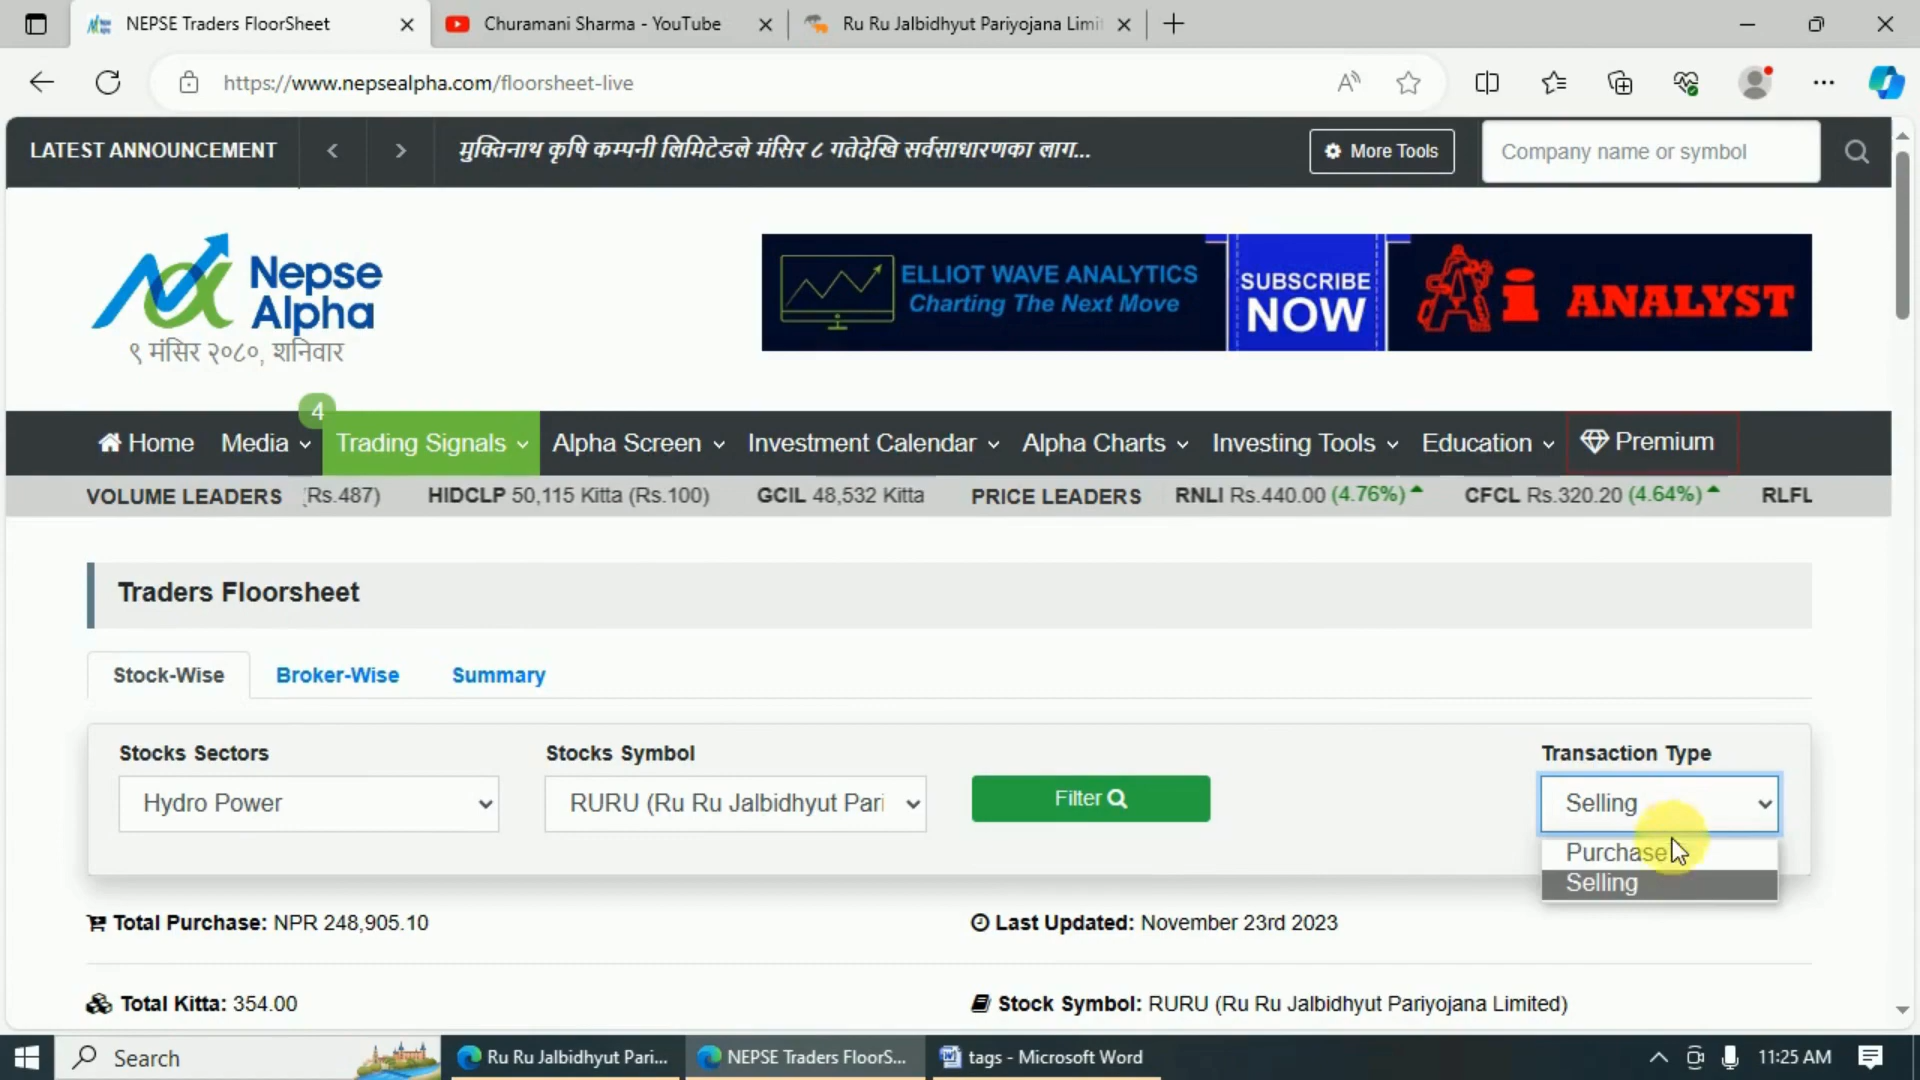 NEPSE Traders FloorSheet
Churamani Sharma - YouTube
Ru Ru Jalbidhyut Pariyojana Limi
https://www.nepsealpha.com/floorsheet-live
LATEST ANNOUNCEMENT
मुक्तिनाथ कृषि कम्पनी लिमिटेडले मंसिर ८ गतेदेखि सर्वसाधारणका लाग...
More Tools
Company name or symbol
Nepse
Alpha
९ मंसिर २०८०, शनिवार
ELLIOT WAVE ANALYTICS
Charting The Next Move
SUBSCRIBE
NOW
Ai ANALYST
4
Home
Media
Trading Signals
Alpha Screen
Investment Calendar
Alpha Charts
Investing Tools
Education
Premium
VOLUME LEADERS (Rs.487) HIDCLP 50,115 Kitta (Rs.100) GCIL 48,532 Kitta PRICE LEADERS RNLI Rs.440.00 (4.76%) CFCL Rs.320.20 (4.64%) RLFL
Traders Floorsheet
Stock-Wise
Broker-Wise
Summary
Stocks Sectors
Stocks Symbol
Transaction Type
Hydro Power
RURU (Ru Ru Jalbidhyut Pari
Filter
Selling
Purchase
Selling
Total Purchase: NPR 248,905.10
Last Updated: November 23rd 2023
Total Kitta: 354.00
Stock Symbol: RURU (Ru Ru Jalbidhyut Pariyojana Limited)
Search
Ru Ru Jalbidhyut Pari...
NEPSE Traders FloorS...
tags - Microsoft Word
11:25 AM